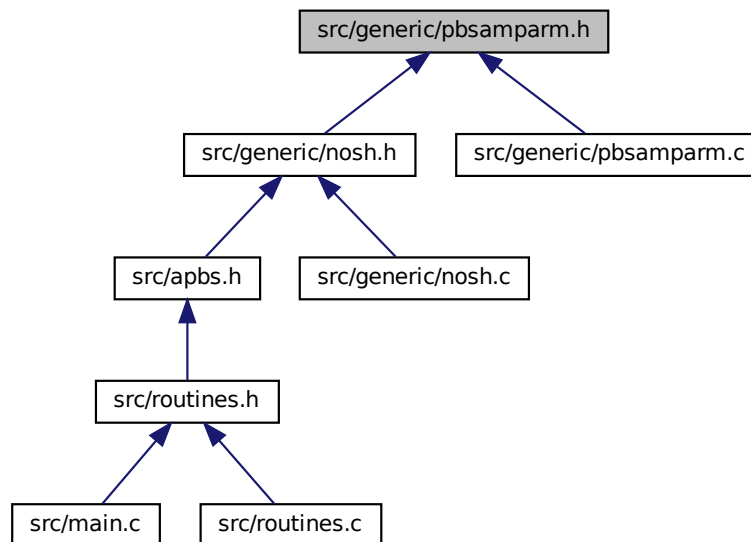 src/generic/pbsamparm.h
src/generic/nosh.h
src/generic/pbsamparm.c
src/apbs.h
src/generic/nosh.c
src/routines.h
src/main.c
src/routines.c